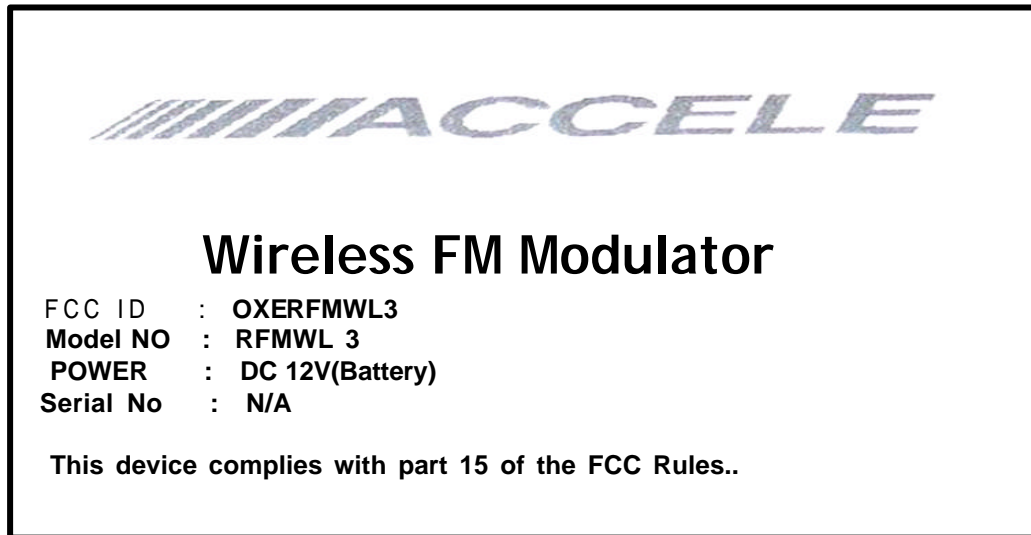 ACCELE
Wireless FM Modulator
FCC ID : OXERFMWL3
Model NO : RFMWL 3
POWER : DC 12V(Battery)
Serial No : N/A
This device complies with part 15 of the FCC Rules..